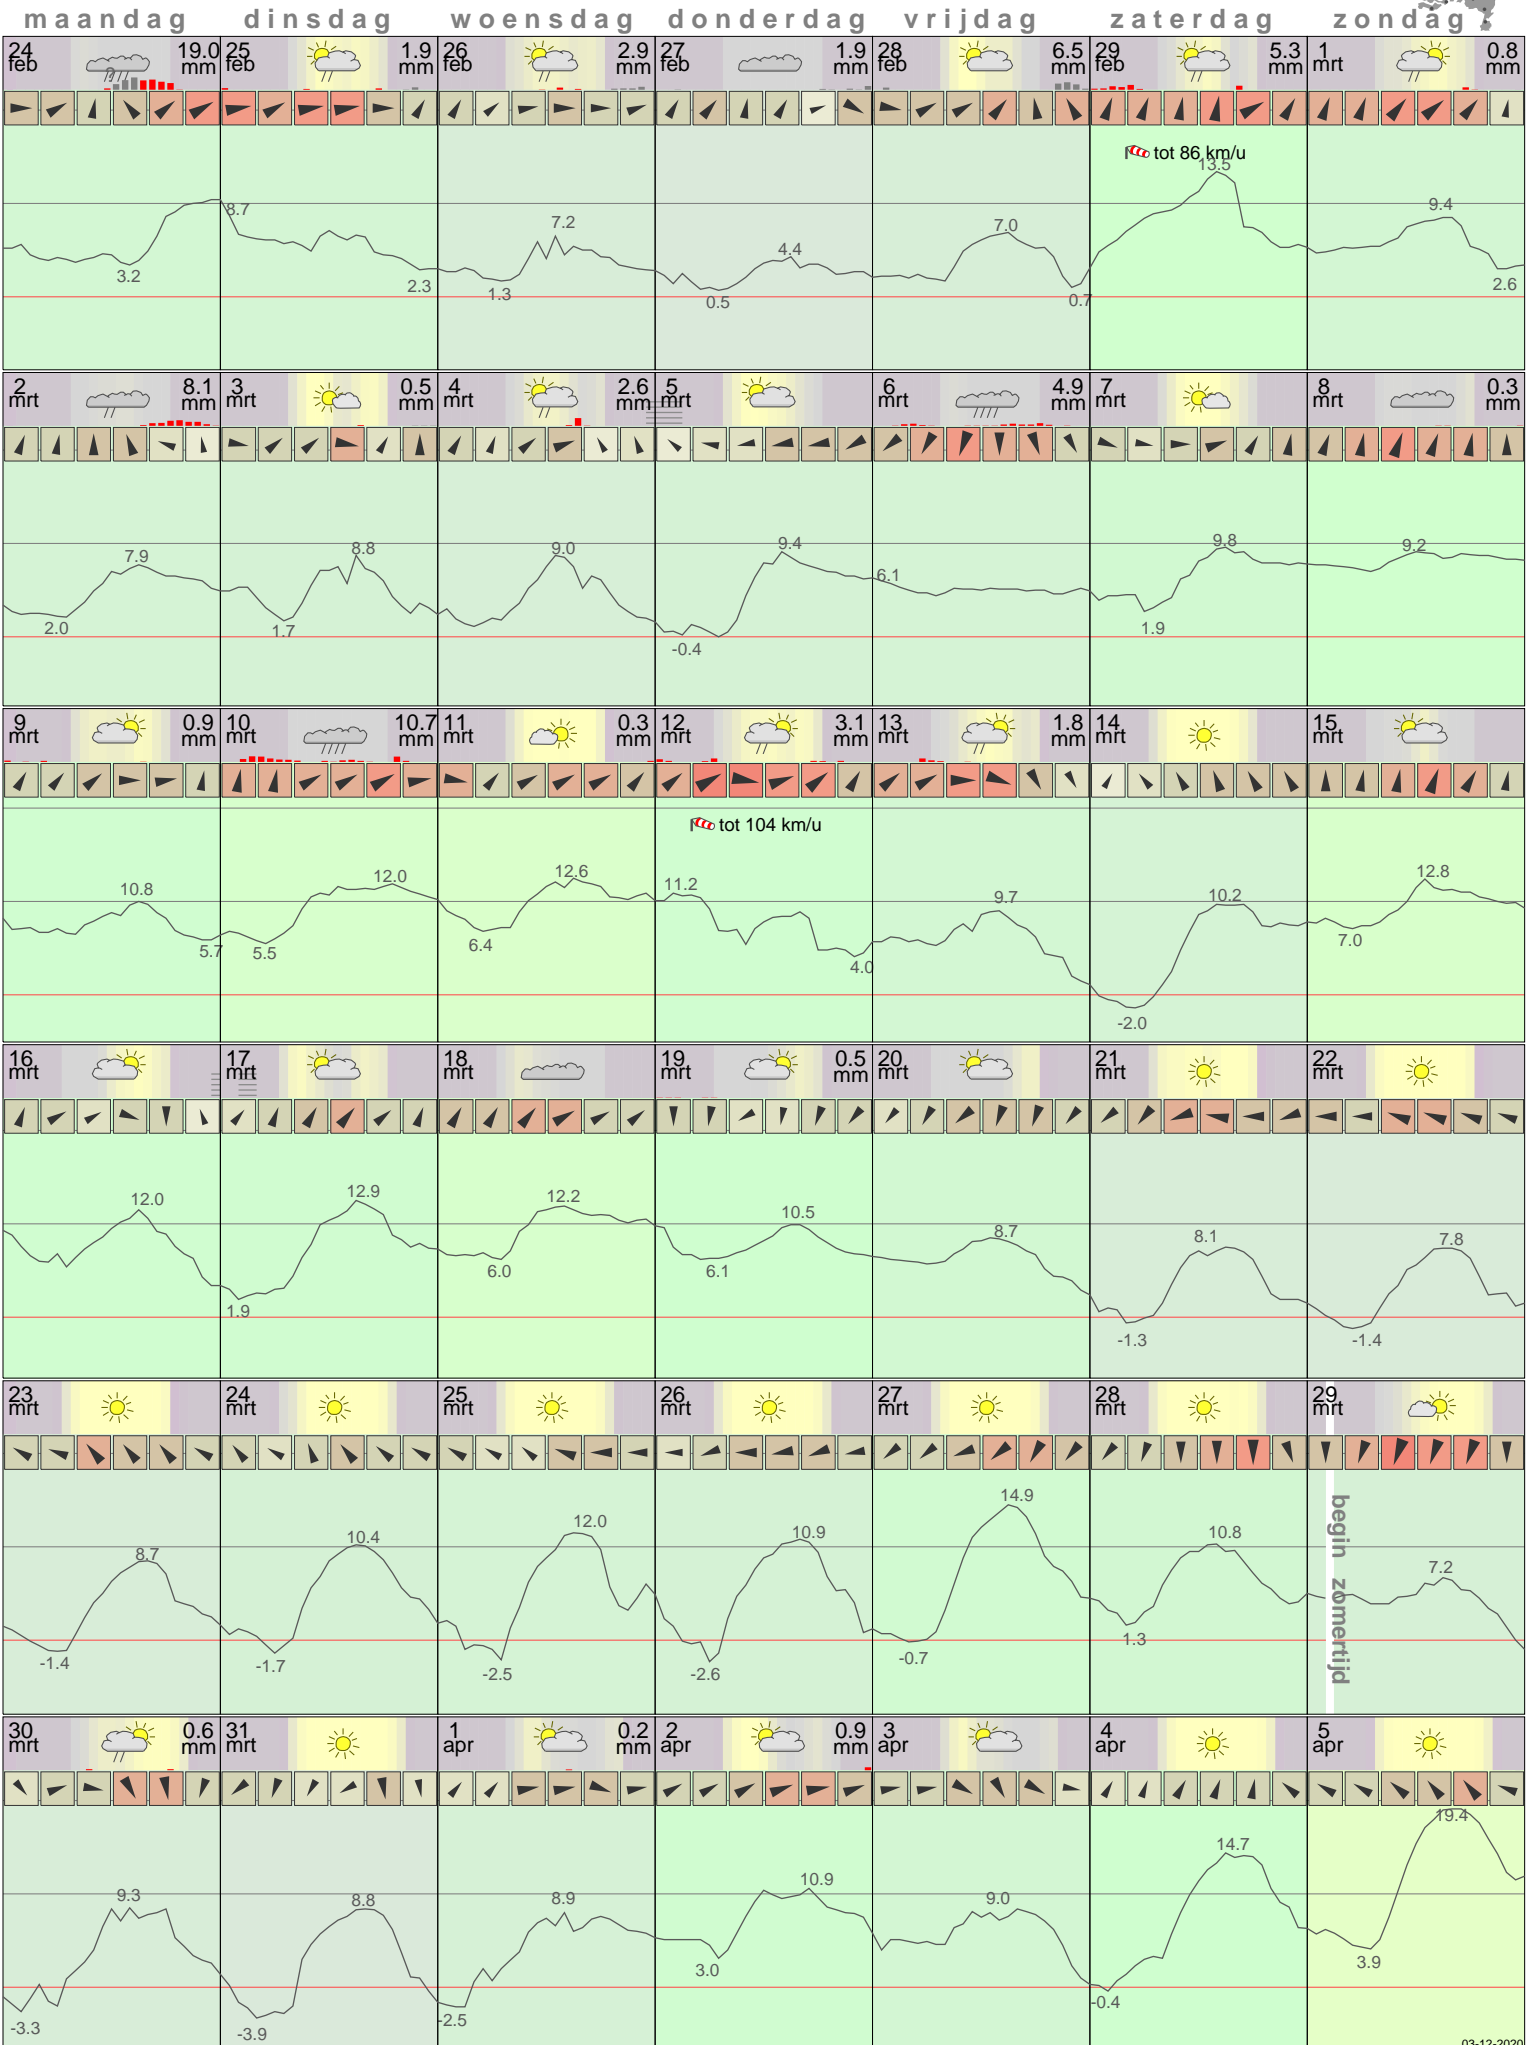 maandag dinsdag woensdag donderdag vrijdag zaterdag zondag
24 19.0 25 1.9 26 2.9 27 1.9 28 6.5 29 5.3 1 0.8
feb mm feb mm feb mm feb mm feb mm feb mm mrt mm
?
tot 86 km/u
13.5
8.7 7.2 7.0 9.4
4.4
3.2 2.3 1.3 0.5 0.7 2.6
2 8.1 3 0.5 4 2.6 5 6 4.9 7 8 0.3
mrt mm mrt mm mrt mm mrt mrt mm mrt mrt mm
7.9 8.8 9.0 9.4 6.1 9.8 9.2
2.0 1.7 -0.4 1.9
9 0.9 10 10.7 11 0.3 12 3.1 13 1.8 14 15
mrt mm mrt mm mrt mm mrt mm mrt mm mrt mrt
tot 104 km/u
10.8 12.0 12.6 11.2 9.7 10.2 12.8
5.7 5.5 6.4 4.0 -2.0 7.0
16 17 18 19 0.5 20 21 22
mrt mrt mrt mrt mm mrt mrt mrt
12.0 12.9 12.2 10.5 8.7 8.1 7.8
1.9 6.0 6.1 -1.3 -1.4
23 24 25 26 27 28 29
mrt mrt mrt mrt mrt mrt mrt
8.7 10.4 12.0 10.9 14.9 10.8 7.2
-1.4 -1.7 -2.5 -2.6 -0.7 1.3
begin zomertijd
30 0.6 31 1 0.2 2 0.9 3 4 5
mrt mm mrt apr mm apr mm apr apr apr
9.3 8.8 8.9 10.9 9.0 14.7 19.4
-3.3 -3.9 -2.5 3.0 -0.4 3.9
03-12-2020